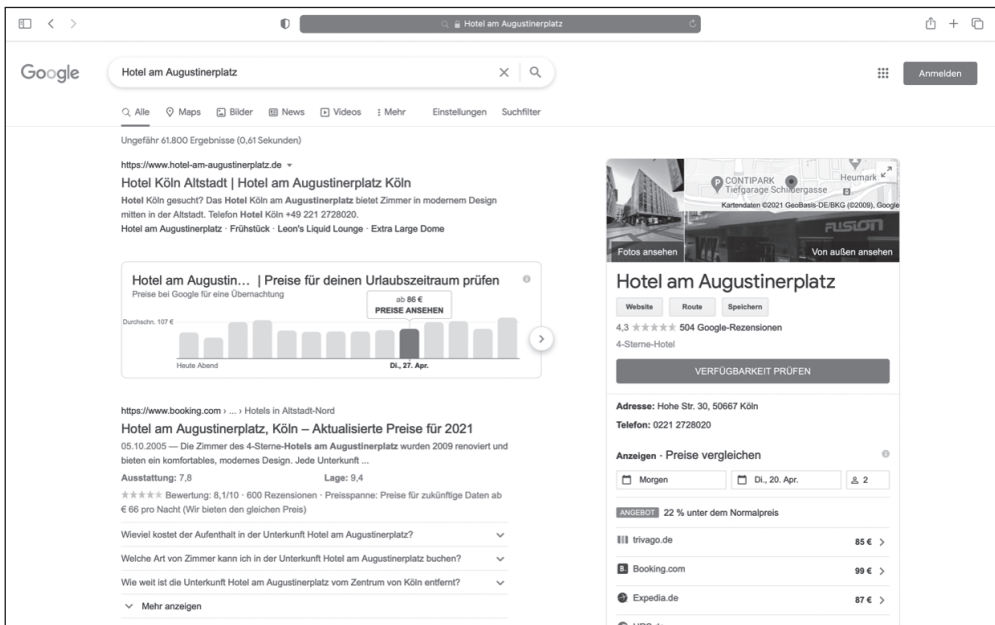 Hotel am Augustinerplatz
Google
Hotel am Augustinerplatz
Anmelden
Alle Maps Bilder News Videos Mehr Einstellungen Suchfilter
Ungefähr 61.800 Ergebnisse (0,61 Sekunden)
https://www.hotel-am-augustinerplatz.de
Hotel Köln Altstadt | Hotel am Augustinerplatz Köln
Hotel Köln gesucht? Das Hotel Köln am Augustinerplatz bietet Zimmer in modernem Design
mitten in der Altstadt. Telefon Hotel Köln +49 221 2728020.
Hotel am Augustinerplatz · Frühstück · Leon's Liquid Lounge · Extra Large Dome
Hotel am Augustin... | Preise für deinen Urlaubszeitraum prüfen
Preise bei Google für eine Übernachtung
ab 86 €
PREISE ANSEHEN
Durchschn. 107 €
Heute Abend
Di., 27. Apr.
https://www.booking.com › ... › Hotels in Altstadt-Nord
Hotel am Augustinerplatz, Köln – Aktualisierte Preise für 2021
05.10.2005 — Die Zimmer des 4-Sterne-Hotels am Augustinerplatz wurden 2009 renoviert und
bieten ein komfortables, modernes Design. Jede Unterkunft ...
Ausstattung: 7,8 Lage: 9,4
★★★★★ Bewertung: 8,1/10 · 600 Rezensionen · Preisspanne: Preise für zukünftige Daten ab
€ 66 pro Nacht (Wir bieten den gleichen Preis)
Wieviel kostet der Aufenthalt in der Unterkunft Hotel am Augustinerplatz?
Welche Art von Zimmer kann ich in der Unterkunft Hotel am Augustinerplatz buchen?
Wie weit ist die Unterkunft Hotel am Augustinerplatz vom Zentrum von Köln entfernt?
Mehr anzeigen
CONTIPARK
Tiefgarage Schildergasse
Heumark
Kartendaten ©2021 GeoBasis-DE/BKG (©2009), Google
FUSION
Fotos ansehen
Von außen ansehen
Hotel am Augustinerplatz
Website Route Speichern
4,3 ★★★★★ 504 Google-Rezensionen
4-Sterne-Hotel
VERFÜGBARKEIT PRÜFEN
Adresse: Hohe Str. 30, 50667 Köln
Telefon: 0221 2728020
Anzeigen · Preise vergleichen
Morgen Di., 20. Apr. 2
ANGEBOT 22 % unter dem Normalpreis
trivago.de 85 €
B. Booking.com 99 €
Expedia.de 87 €